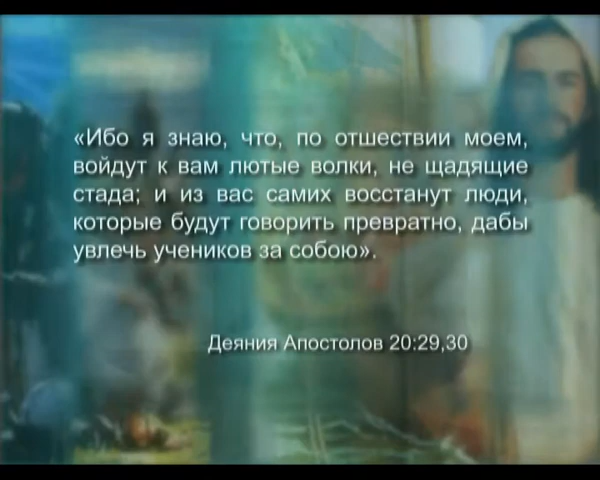 «Ибо я знаю, что, по отшествии моем,
войдут к вам лютые волки, не щадящие
стада; и из вас самих восстанут люди,
которые будут говорить превратно, дабы
увлечь учеников за собою».
Деяния Апостолов 20:29,30